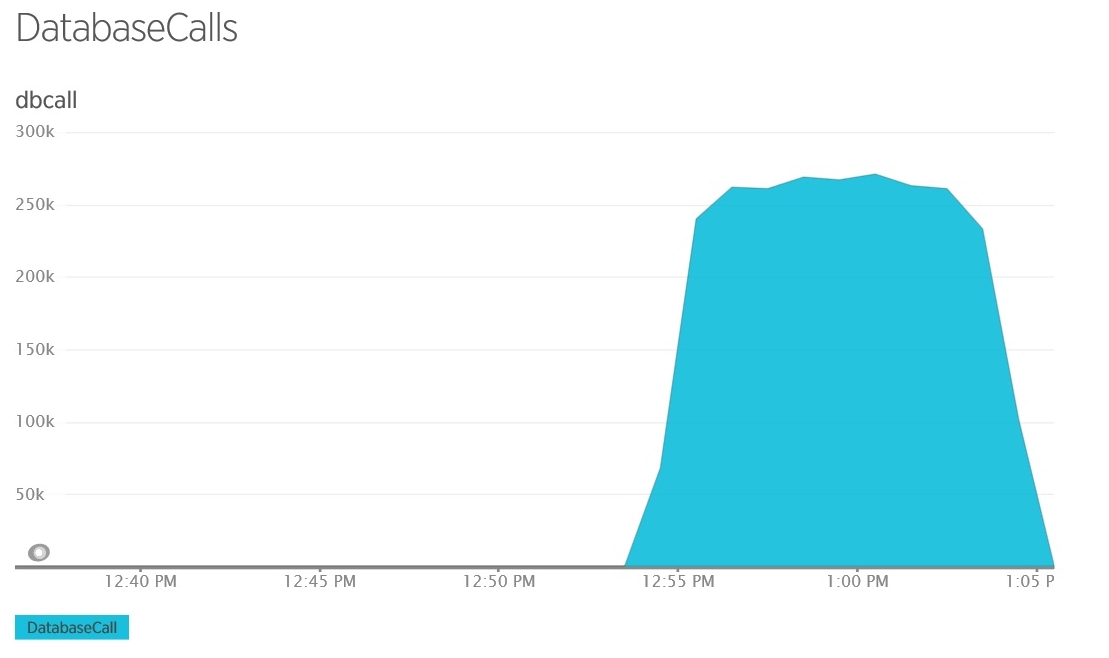 DatabaseCalls
dbcall
300k
250k
200k
150k
100k
50k
12:40 PM 12:45 PM 12:50 PM 12:55 PM 1:00 PM 1:05 P
DatabaseCall